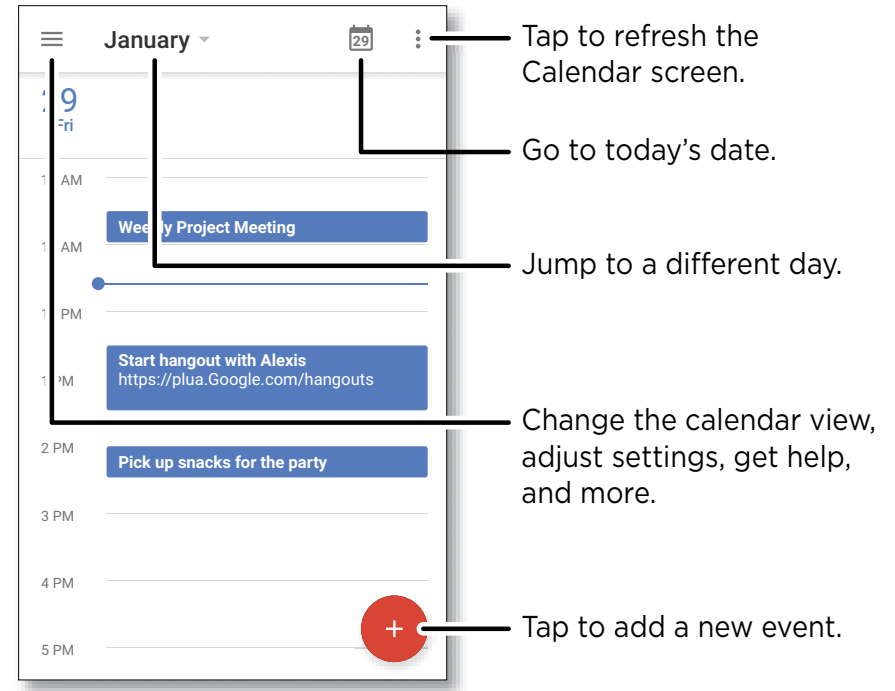 January
29
Tap to refresh the
Calendar screen.
9
Fri
Go to today's date.
AM
Weekly Project Meeting
AM
Jump to a different day.
PM
Start hangout with Alexis
https://plua.Google.com/hangouts
1 PM
Change the calendar view,
adjust settings, get help,
and more.
2 PM
Pick up snacks for the party
3 PM
4 PM
Tap to add a new event.
5 PM